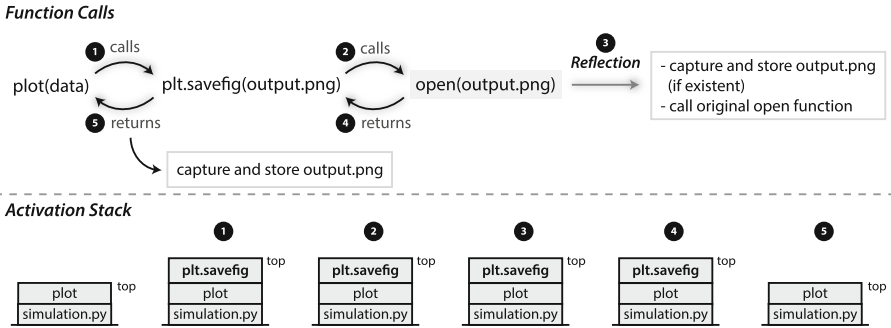 Function Calls
1 calls
2 calls
3
Reflection
plot(data)
plt.savefig(output.png)
open(output.png)
- capture and store output.png
(if existent)
- call original open function
5 returns
4 returns
capture and store output.png
Activation Stack
1
2
3
4
5
plot top
simulation.py
plt.savefig top
plot
simulation.py
plt.savefig top
plot
simulation.py
plt.savefig top
plot
simulation.py
plt.savefig top
plot
simulation.py
plot top
simulation.py